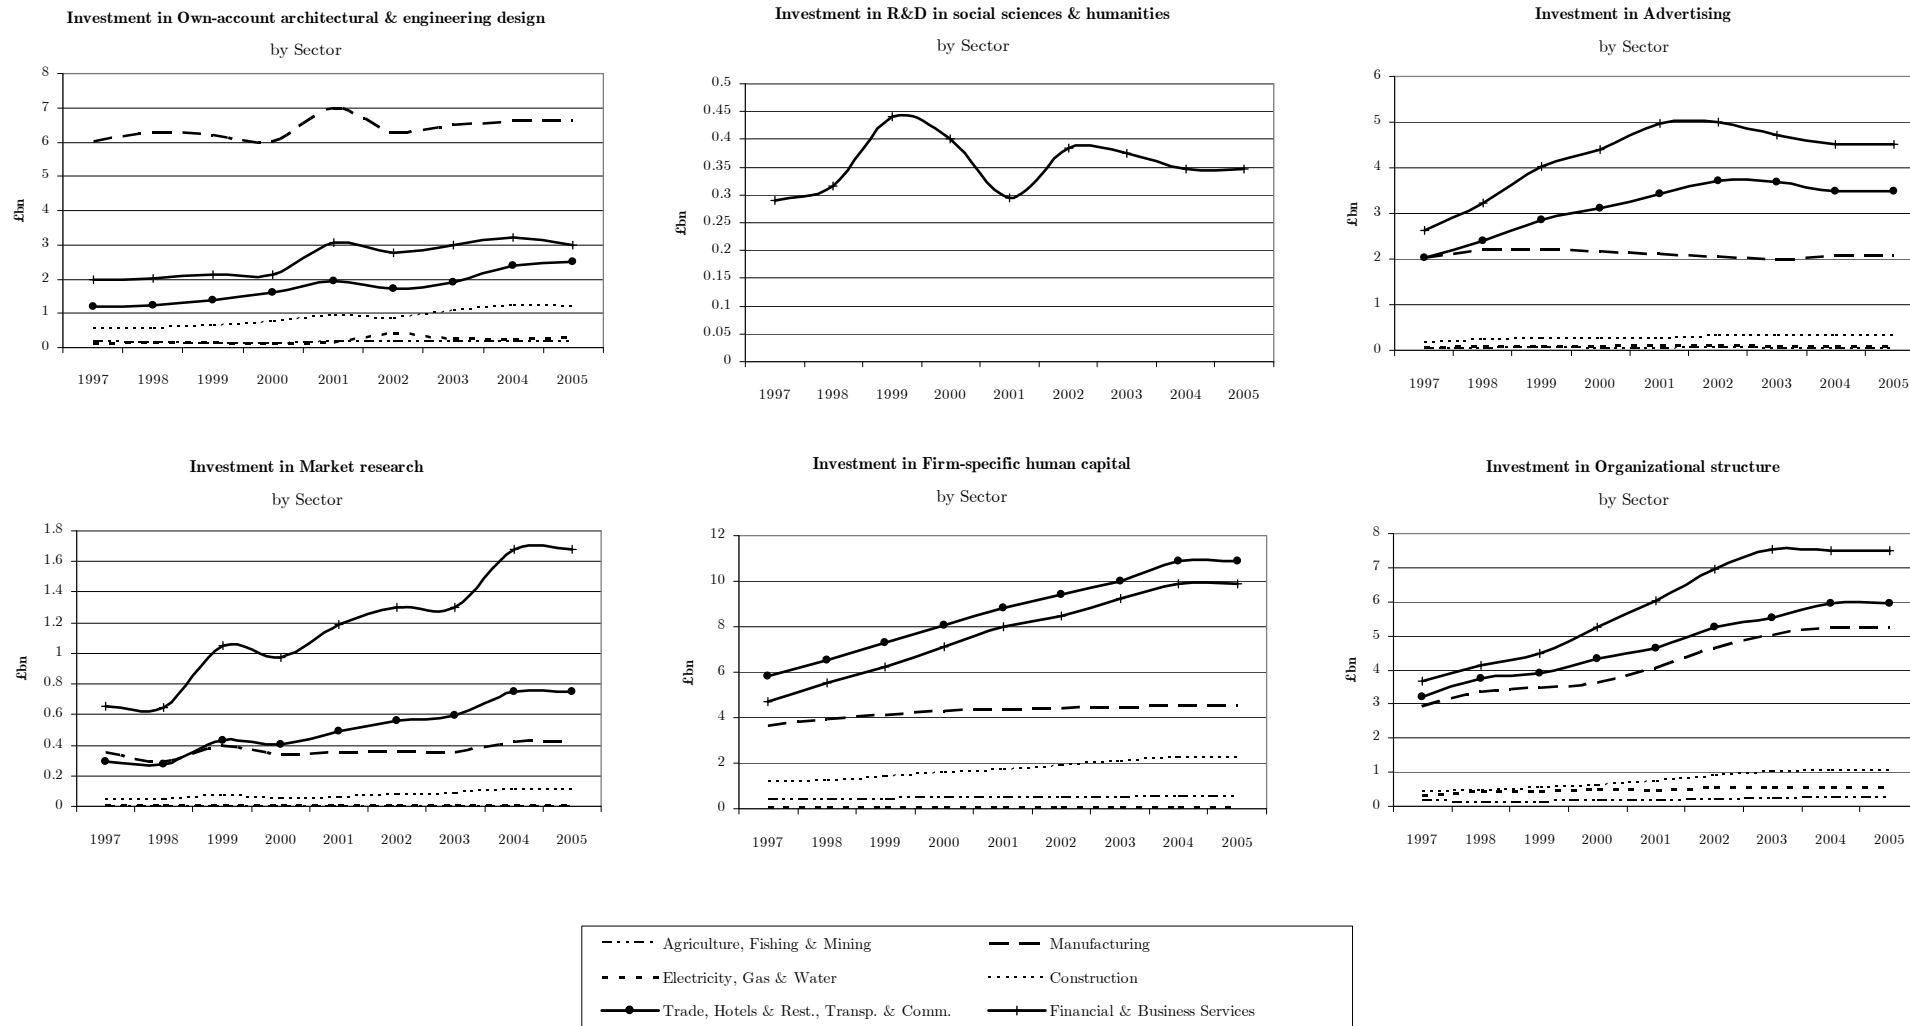 Investment in Own-account architectural & engineering design
by Sector
8
7
6
5
4
3
2
1
0
£bn
1997 1998 1999 2000 2001 2002 2003 2004 2005
Investment in R&D in social sciences & humanities
by Sector
0.5
0.45
0.4
0.35
0.3
0.25
0.2
0.15
0.1
0.05
0
£bn
1997 1998 1999 2000 2001 2002 2003 2004 2005
Investment in Advertising
by Sector
6
5
4
3
2
1
0
£bn
1997 1998 1999 2000 2001 2002 2003 2004 2005
Investment in Market research
by Sector
1.8
1.6
1.4
1.2
1
0.8
0.6
0.4
0.2
0
£bn
1997 1998 1999 2000 2001 2002 2003 2004 2005
Investment in Firm-specific human capital
by Sector
12
10
8
6
4
2
0
£bn
1997 1998 1999 2000 2001 2002 2003 2004 2005
Investment in Organizational structure
by Sector
8
7
6
5
4
3
2
1
0
£bn
1997 1998 1999 2000 2001 2002 2003 2004 2005
Agriculture, Fishing & Mining Manufacturing
Electricity, Gas & Water Construction
Trade, Hotels & Rest., Transp. & Comm. Financial & Business Services